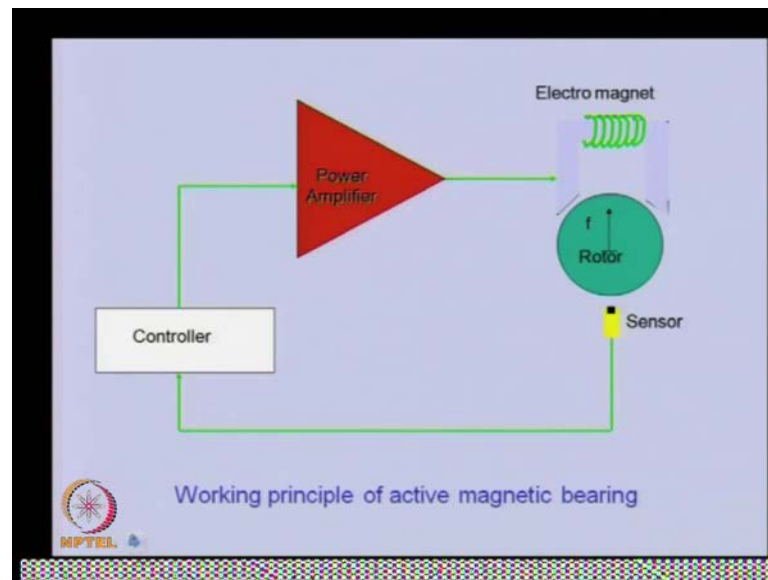 Electro magnet
Power
Amplifier
f
Rotor
Sensor
Controller
Working principle of active magnetic bearing
NPTEL